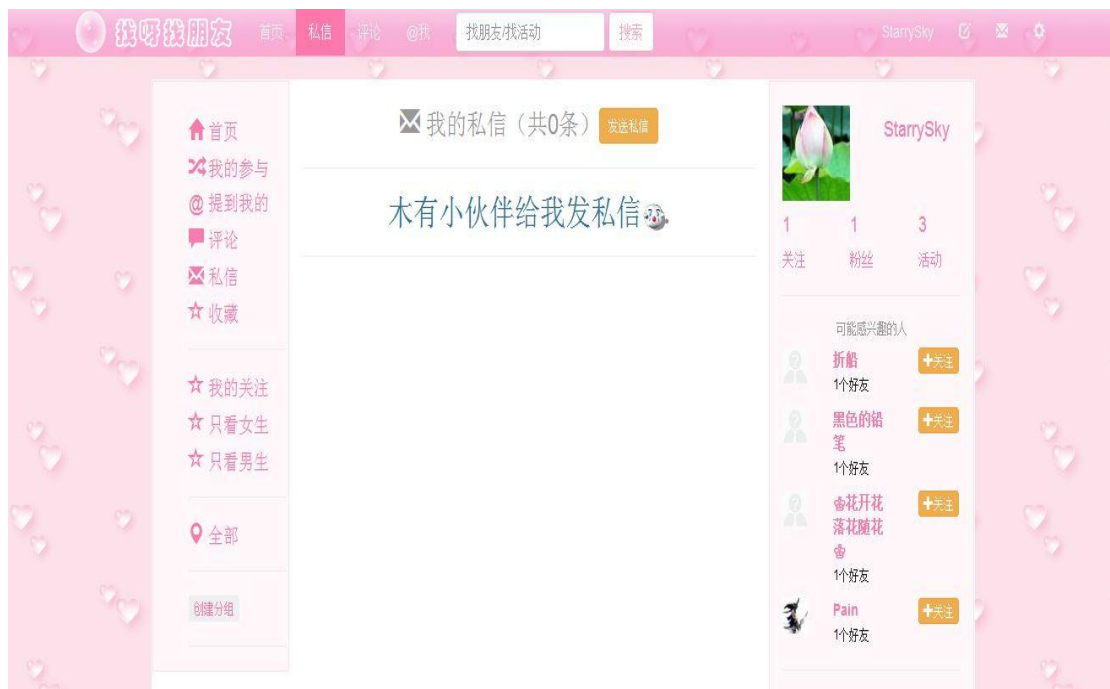 找呀找朋友 首页 私信 评论 @我 找朋友/找活动 搜索 StarrySky
首页
我的参与
@ 提到我的
评论
私信
收藏
我的关注
只看女生
只看男生
全部
创建分组
我的私信（共0条） 发送私信
木有小伙伴给我发私信
StarrySky
1 1 3
关注 粉丝 活动
可能感兴趣的人
折船 +关注
1个好友
黑色的铅 +关注
笔
1个好友
♔花开花 +关注
落花随花
♔
1个好友
Pain +关注
1个好友